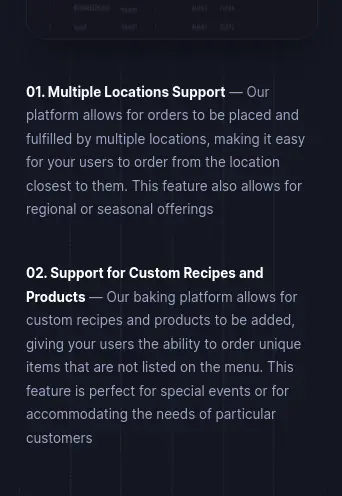 01. Multiple Locations Support — Our
platform allows for orders to be placed and
fulfilled by multiple locations, making it easy
for your users to order from the location
closest to them. This feature also allows for
regional or seasonal offerings
02. Support for Custom Recipes and
Products — Our baking platform allows for
custom recipes and products to be added,
giving your users the ability to order unique
items that are not listed on the menu. This
feature is perfect for special events or for
accommodating the needs of particular
customers